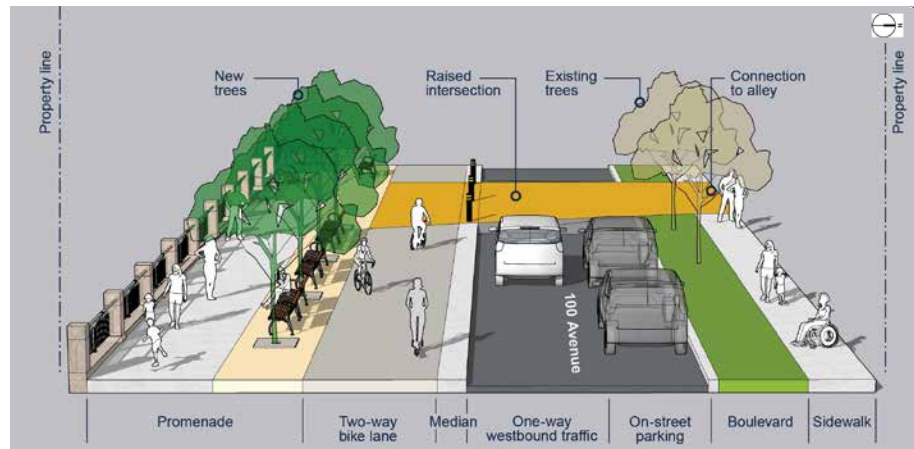 Property line
New
trees
Raised
intersection
Existing
trees
Connection
to alley
Property line
N
100 Avenue
Promenade
Two-way
bike lane
Median
One-way
westbound traffic
On-street
parking
Boulevard
Sidewalk